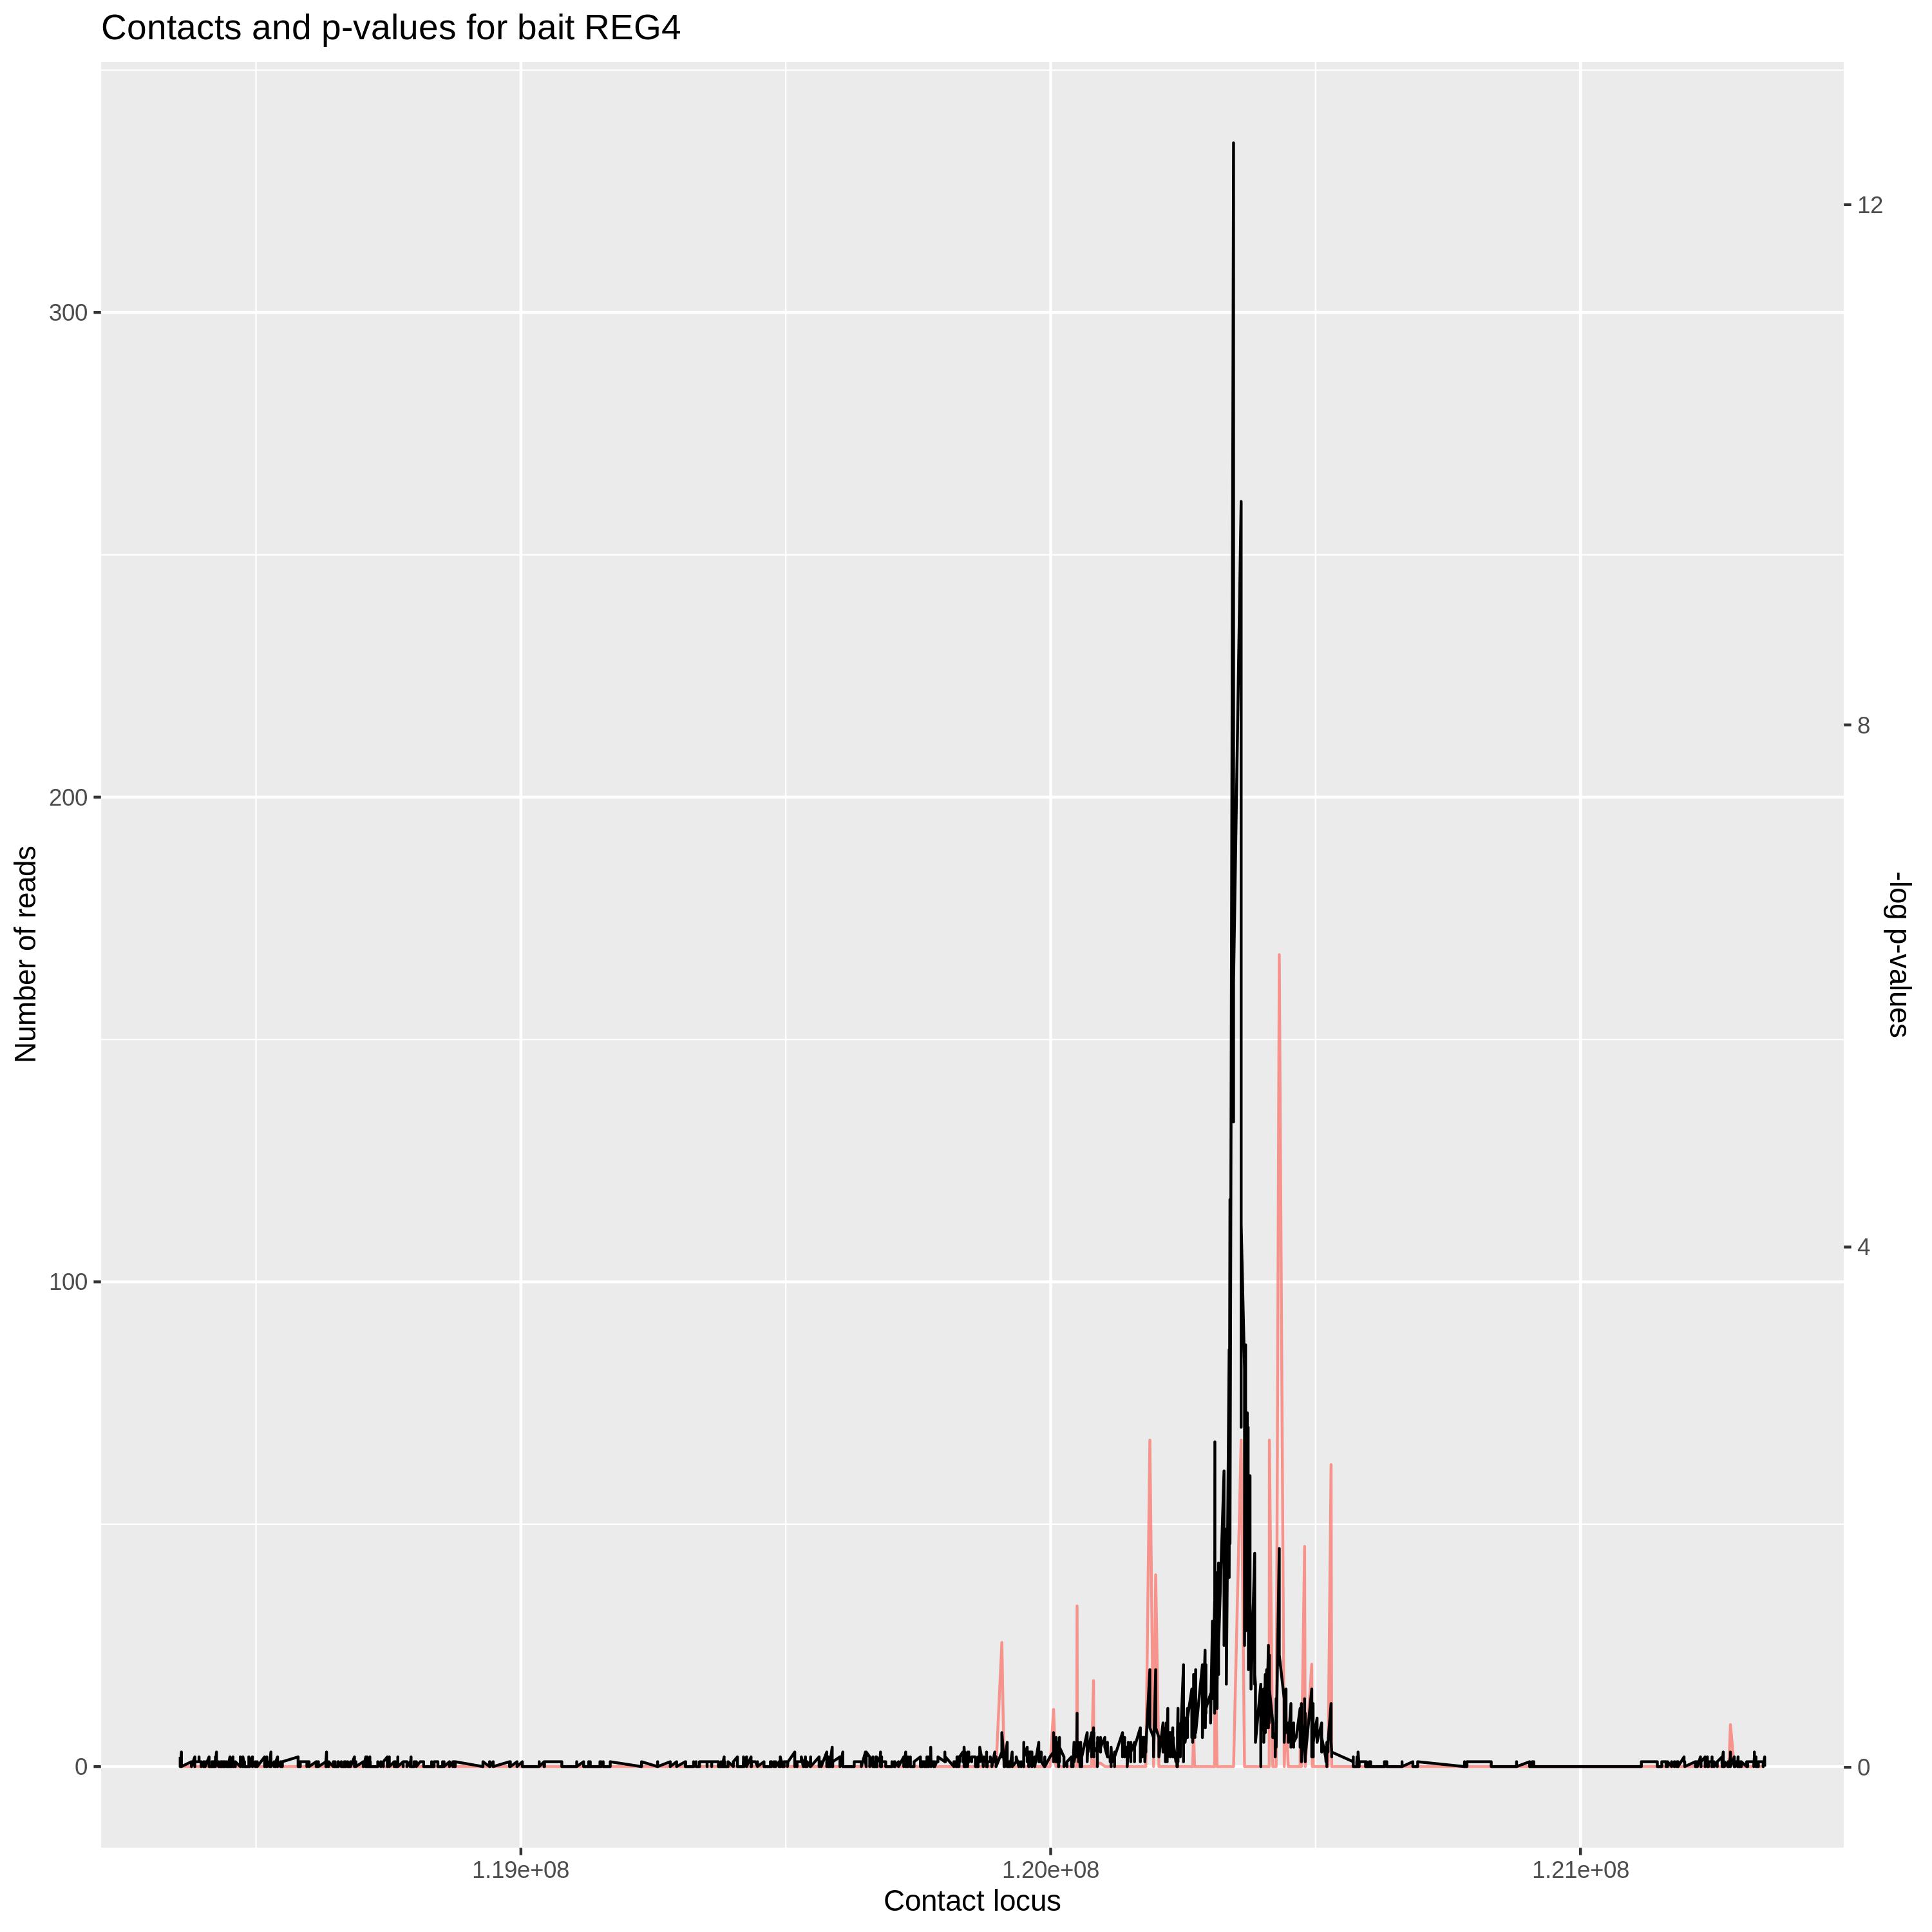 Contacts and p-values for bait REG4
300
200
100
0
12
8
4
0
Number of reads
-log p-values
1.19e+08
1.20e+08
1.21e+08
Contact locus